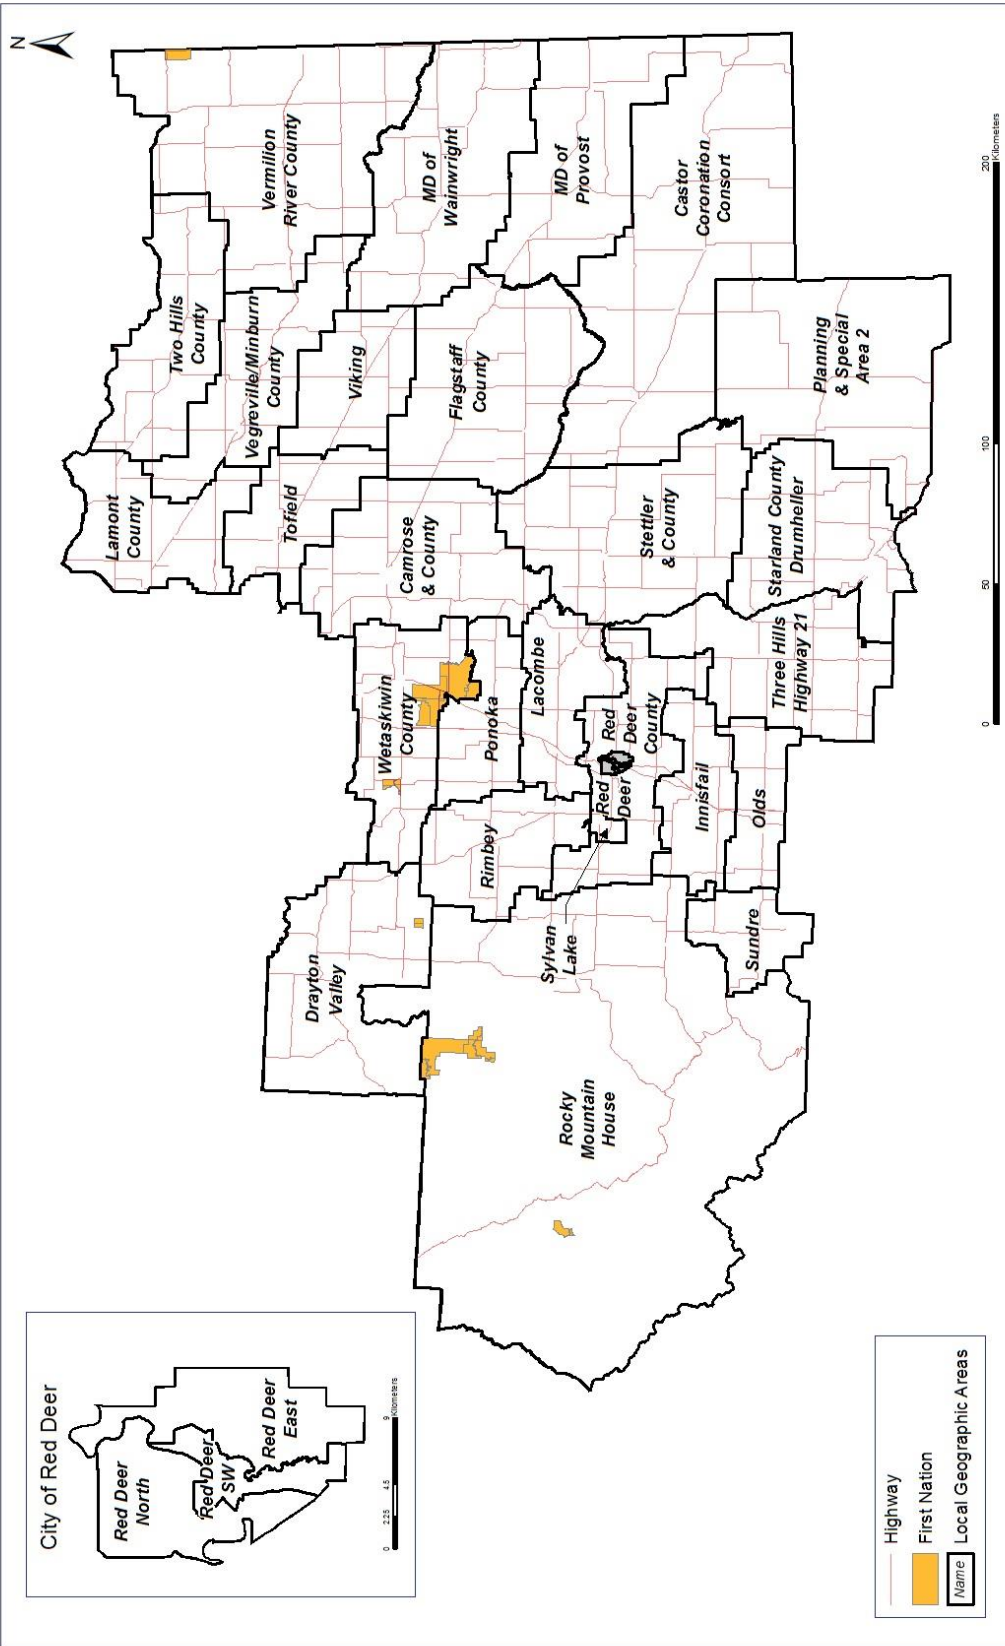 N
City of Red Deer
Red Deer
North
Red Deer
SW
Red Deer
East
0 2.25 4.5 9
Kilometers
Drayton
Valley
Rocky
Mountain
House
Sylvan
Lake
Sundre
Rimbey
Wetaskiwin
County
Ponoka
Lacombe
Red
Deer
Red
Deer
County
Innisfail
Olds
Three Hills
Highway 21
Lamont
County
Tofield
Camrose
& County
Stettler
& County
Starland County
Drumheller
Two Hills
County
Vegreville/Minburn
County
Viking
Flagstaff
County
Planning
& Special
Area 2
Vermillion
River County
MD of
Wainwright
MD of
Provost
Castor
Coronation
Consort
Highway
First Nation
Name Local Geographic Areas
0 50 100 200
Kilometers